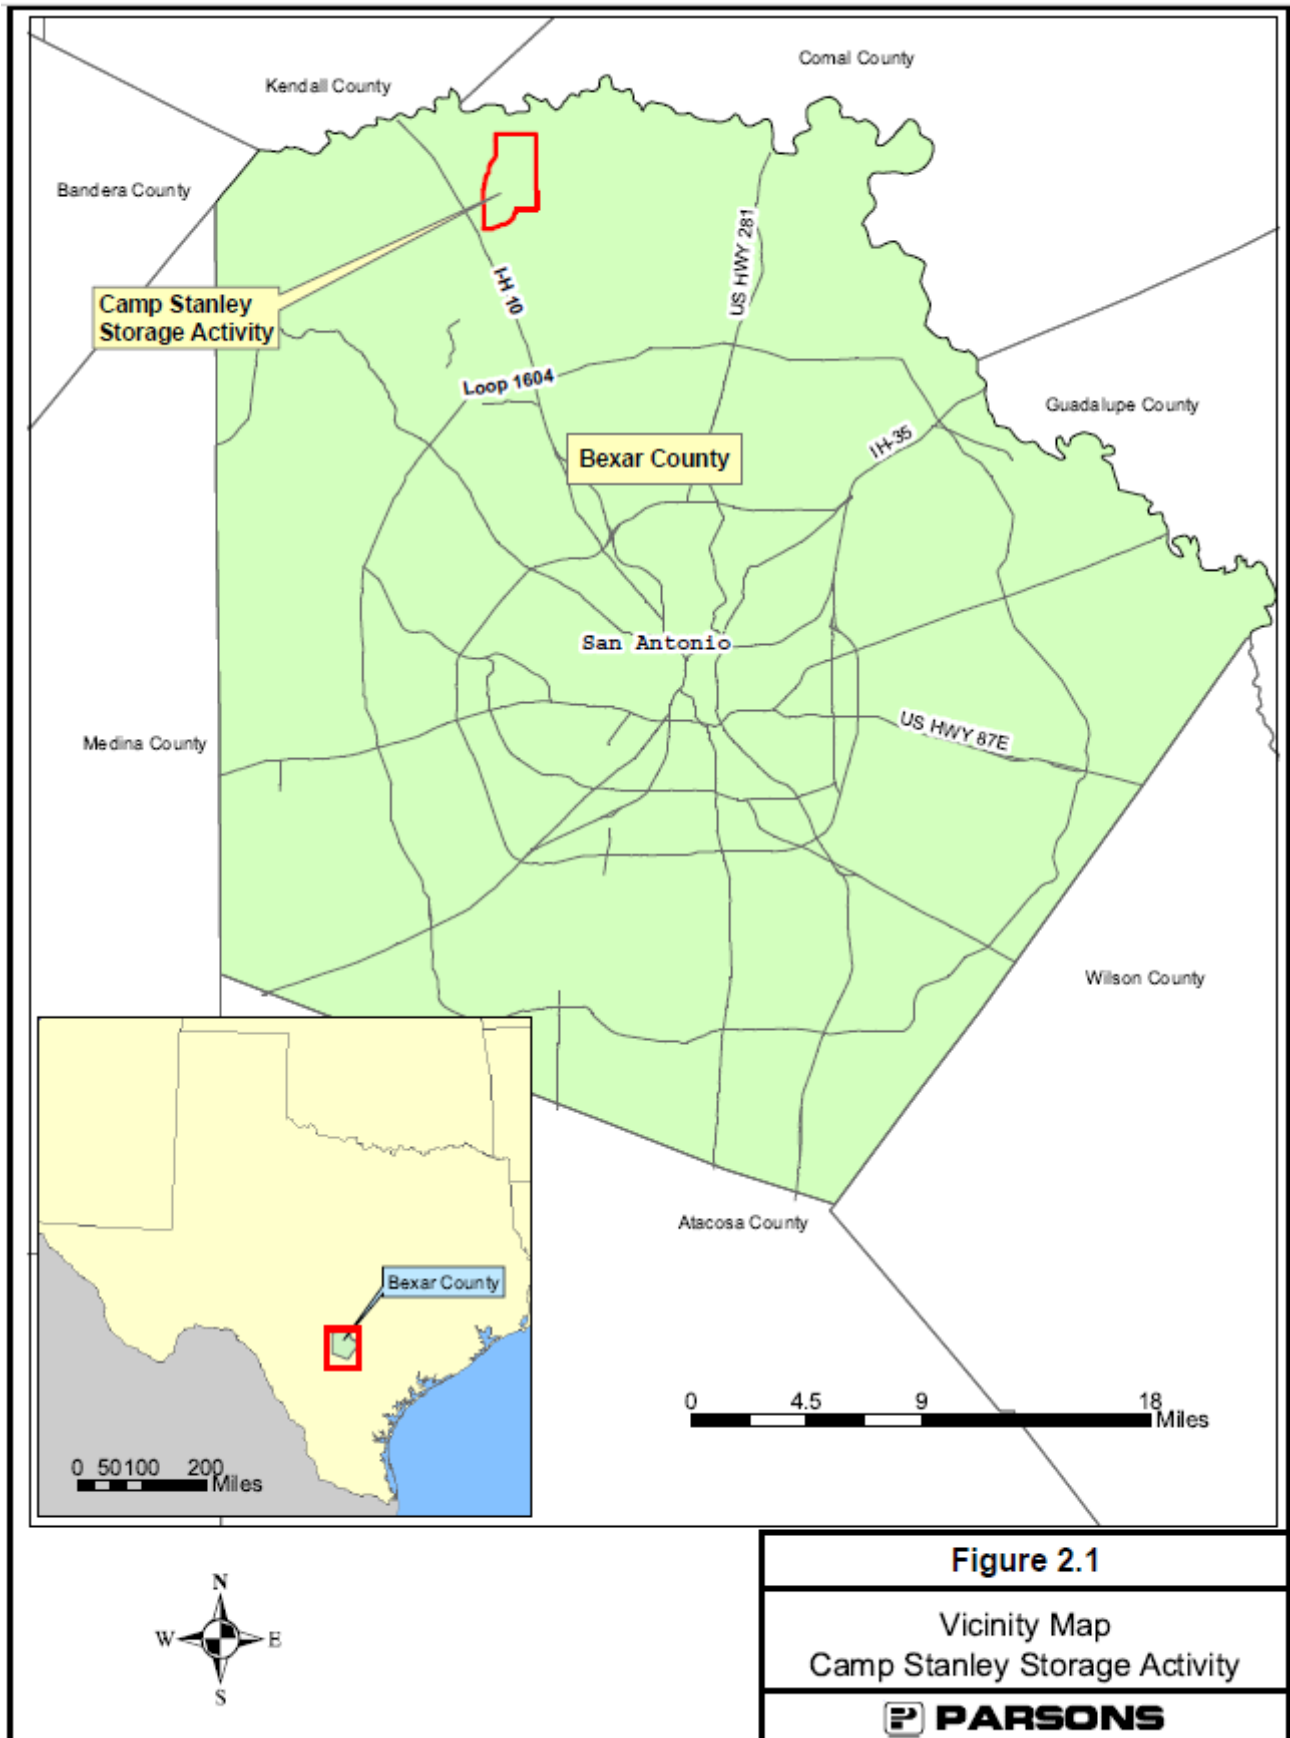 Comal County
Kendall County
Bandera County
US HWY 281
I-H 10
Camp Stanley
Storage Activity
Loop 1604
Guadalupe County
IH-35
Bexar County
San Antonio
US HWY 87E
Medina County
Wilson County
Atacosa County
Bexar County
0 4.5 9 18
Miles
0 50 100 200
Miles
N
W E
S
Figure 2.1
Vicinity Map
Camp Stanley Storage Activity
PARSONS